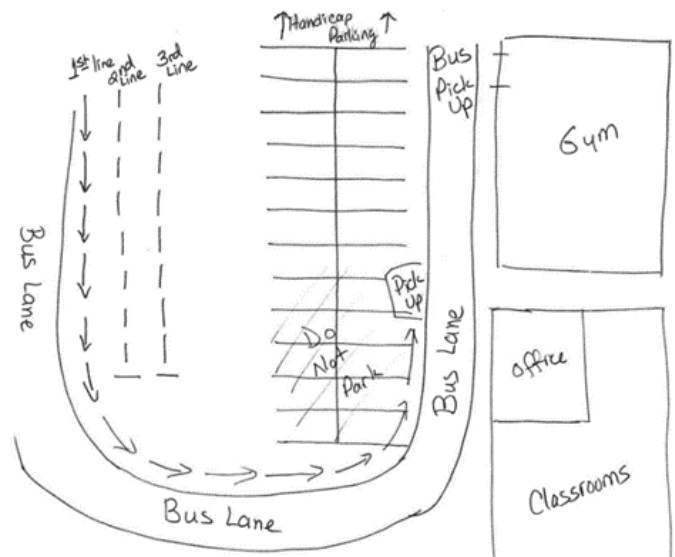 Handicap
Parking
1st line
2nd
Line
3rd
Line
Bus
Pick
Up
Gym
Bus Lane
Pick
Up
Do
Not
Park
Bus Lane
Office
Classrooms
Bus Lane